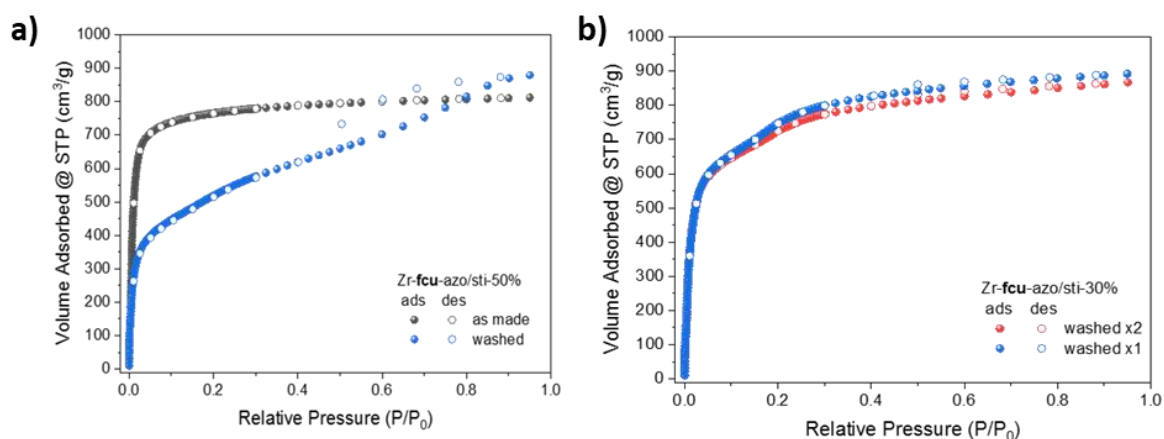 a)
Volume Adsorbed @ STP (cm³/g)
1000
900
800
700
600
500
400
300
200
100
0
0.0 0.2 0.4 0.6 0.8 1.0
Relative Pressure (P/P₀)
Zr-fcu-azo/sti-50%
ads des
as made
washed
b)
Volume Adsorbed @ STP (cm³/g)
1000
900
800
700
600
500
400
300
200
100
0
0.0 0.2 0.4 0.6 0.8 1.0
Relative Pressure (P/P₀)
Zr-fcu-azo/sti-30%
ads des
washed x2
washed x1